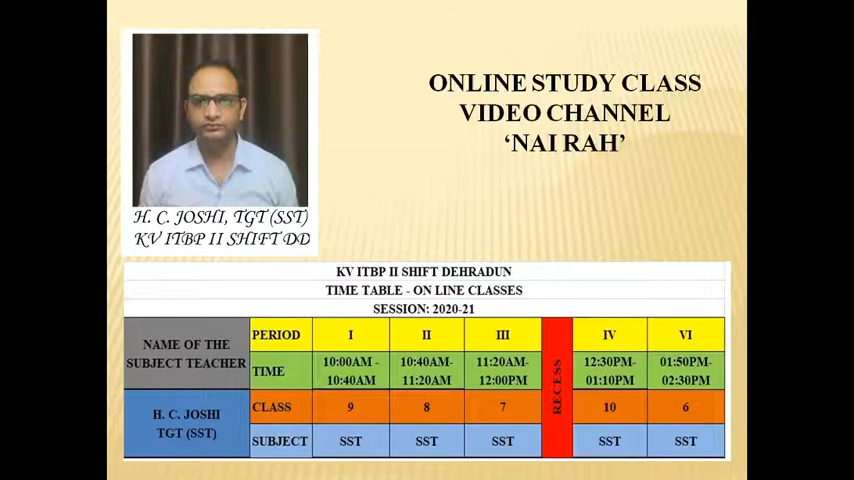 ONLINE STUDY CLASS
VIDEO CHANNEL
‘NAI RAH’
H. C. JOSHI, TGT (SST)
KV ITBP II SHIFT DD
KV ITBP II SHIFT DEHRADUN
TIME TABLE - ON LINE CLASSES
SESSION: 2020-21
NAME OF THE SUBJECT TEACHER
PERIOD I II III RECESS IV VI
TIME 10:00AM - 10:40AM 10:40AM- 11:20AM 11:20AM- 12:00PM 12:30PM- 01:10PM 01:50PM- 02:30PM
H. C. JOSHI
TGT (SST)
CLASS 9 8 7 10 6
SUBJECT SST SST SST SST SST